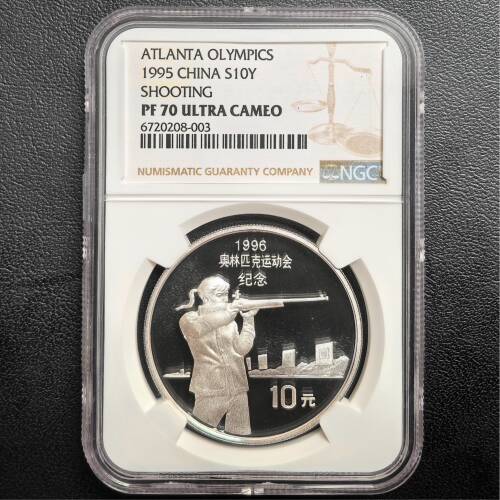 ATLANTA OLYMPICS
1995 CHINA S10Y
SHOOTING
PF 70 ULTRA CAMEO
6720208-003
NUMISMATIC GUARANTY COMPANY
NGC
1996
奥林匹克运动会
纪念
10元